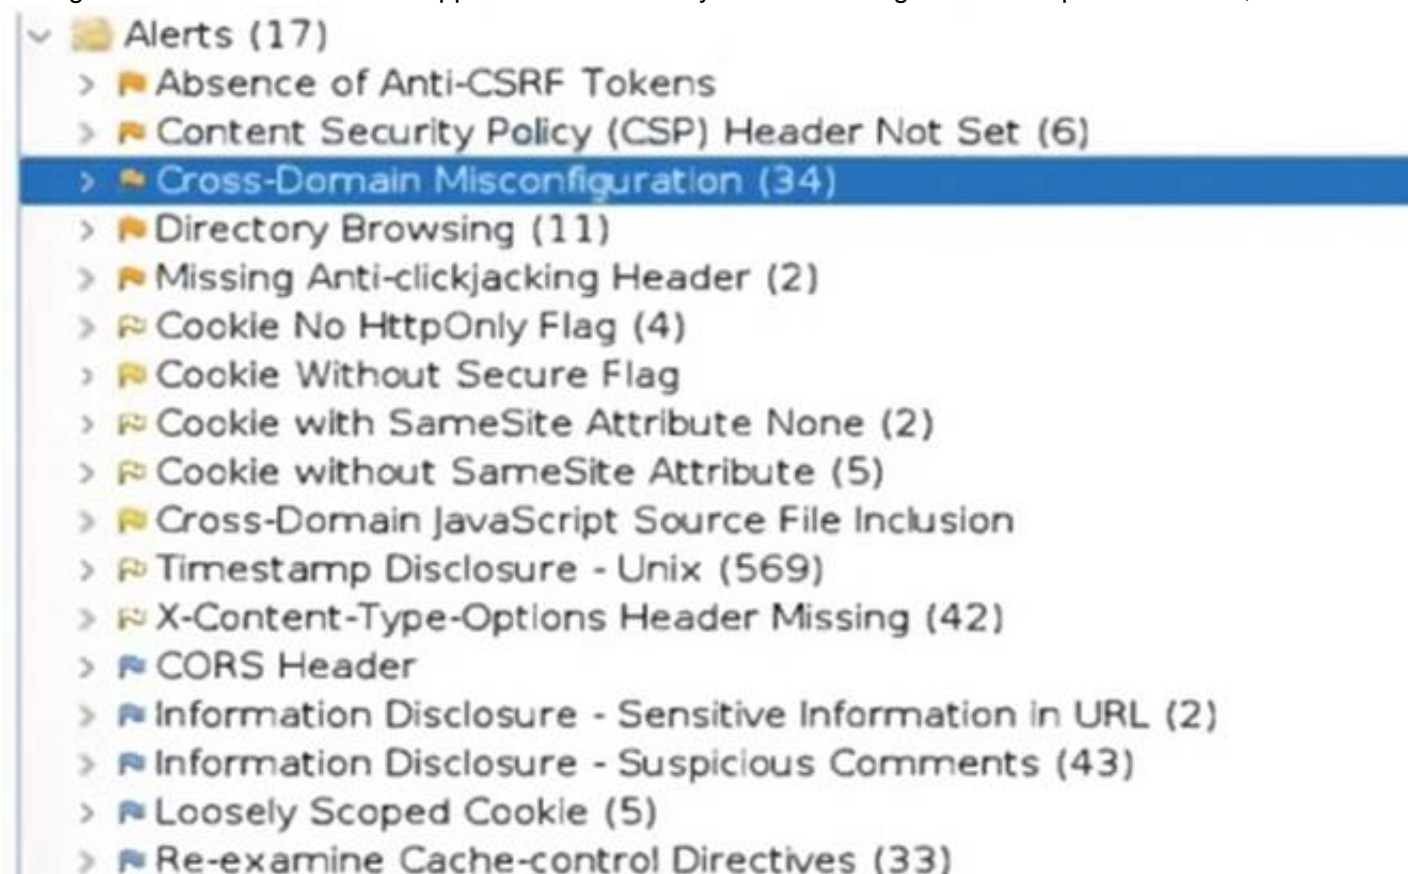 Alerts (17)
Absence of Anti-CSRF Tokens
Content Security Policy (CSP) Header Not Set (6)
Cross-Domain Misconfiguration (34)
Directory Browsing (11)
Missing Anti-clickjacking Header (2)
Cookie No HttpOnly Flag (4)
Cookie Without Secure Flag
Cookie with SameSite Attribute None (2)
Cookie without SameSite Attribute (5)
Cross-Domain JavaScript Source File Inclusion
Timestamp Disclosure - Unix (569)
X-Content-Type-Options Header Missing (42)
CORS Header
Information Disclosure - Sensitive Information in URL (2)
Information Disclosure - Suspicious Comments (43)
Loosely Scoped Cookie (5)
Re-examine Cache-control Directives (33)